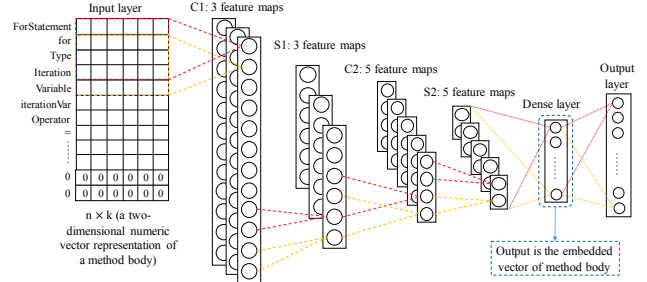 Input layer
C1: 3 feature maps
S1: 3 feature maps
C2: 5 feature maps
S2: 5 feature maps
Dense layer
Output
layer
ForStatement
for
Type
Iteration
Variable
iterationVar
Operator
=
0 0 0 0 0 0 0
0 0 0 0 0 0 0
n × k (a two-
dimensional numeric
vector representation of
a method body)
Output is the embedded
vector of method body